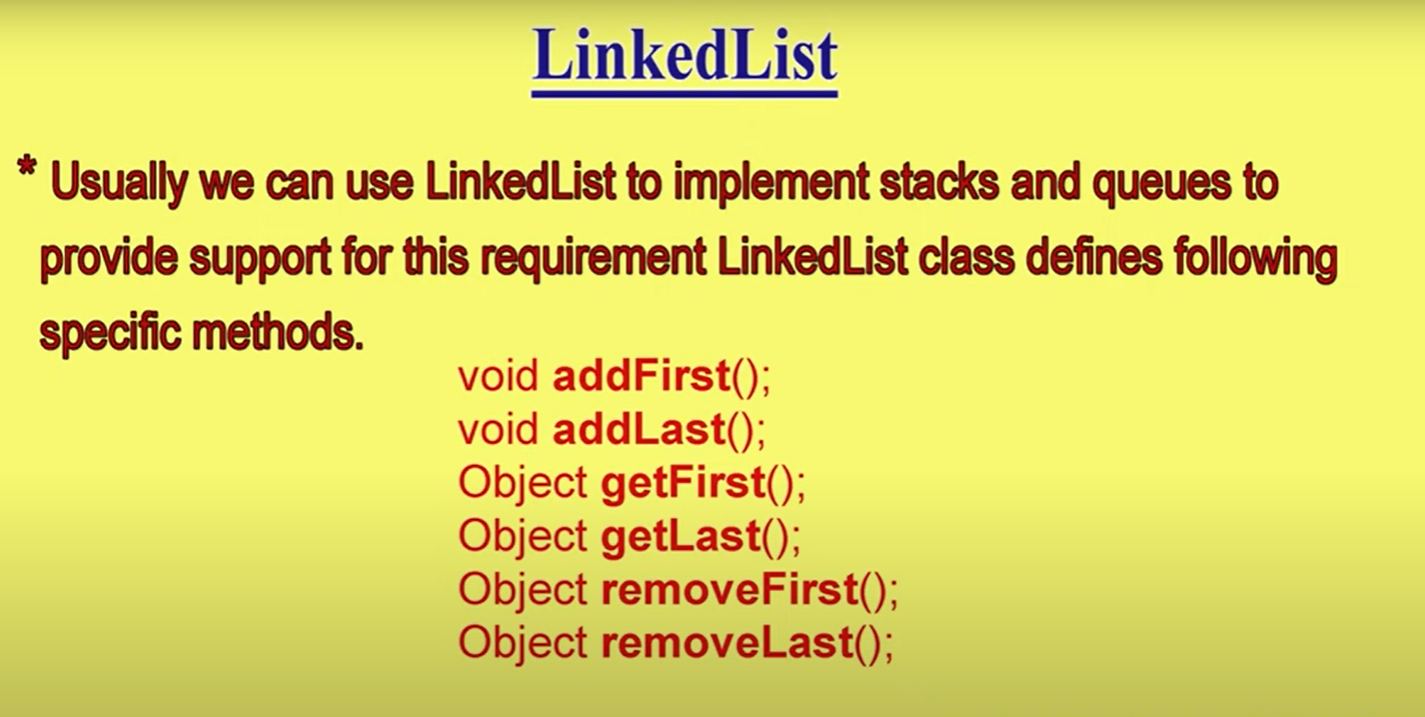 LinkedList
* Usually we can use LinkedList to implement stacks and queues to
provide support for this requirement LinkedList class defines following
specific methods.
void addFirst();
void addLast();
Object getFirst();
Object getLast();
Object removeFirst();
Object removeLast();